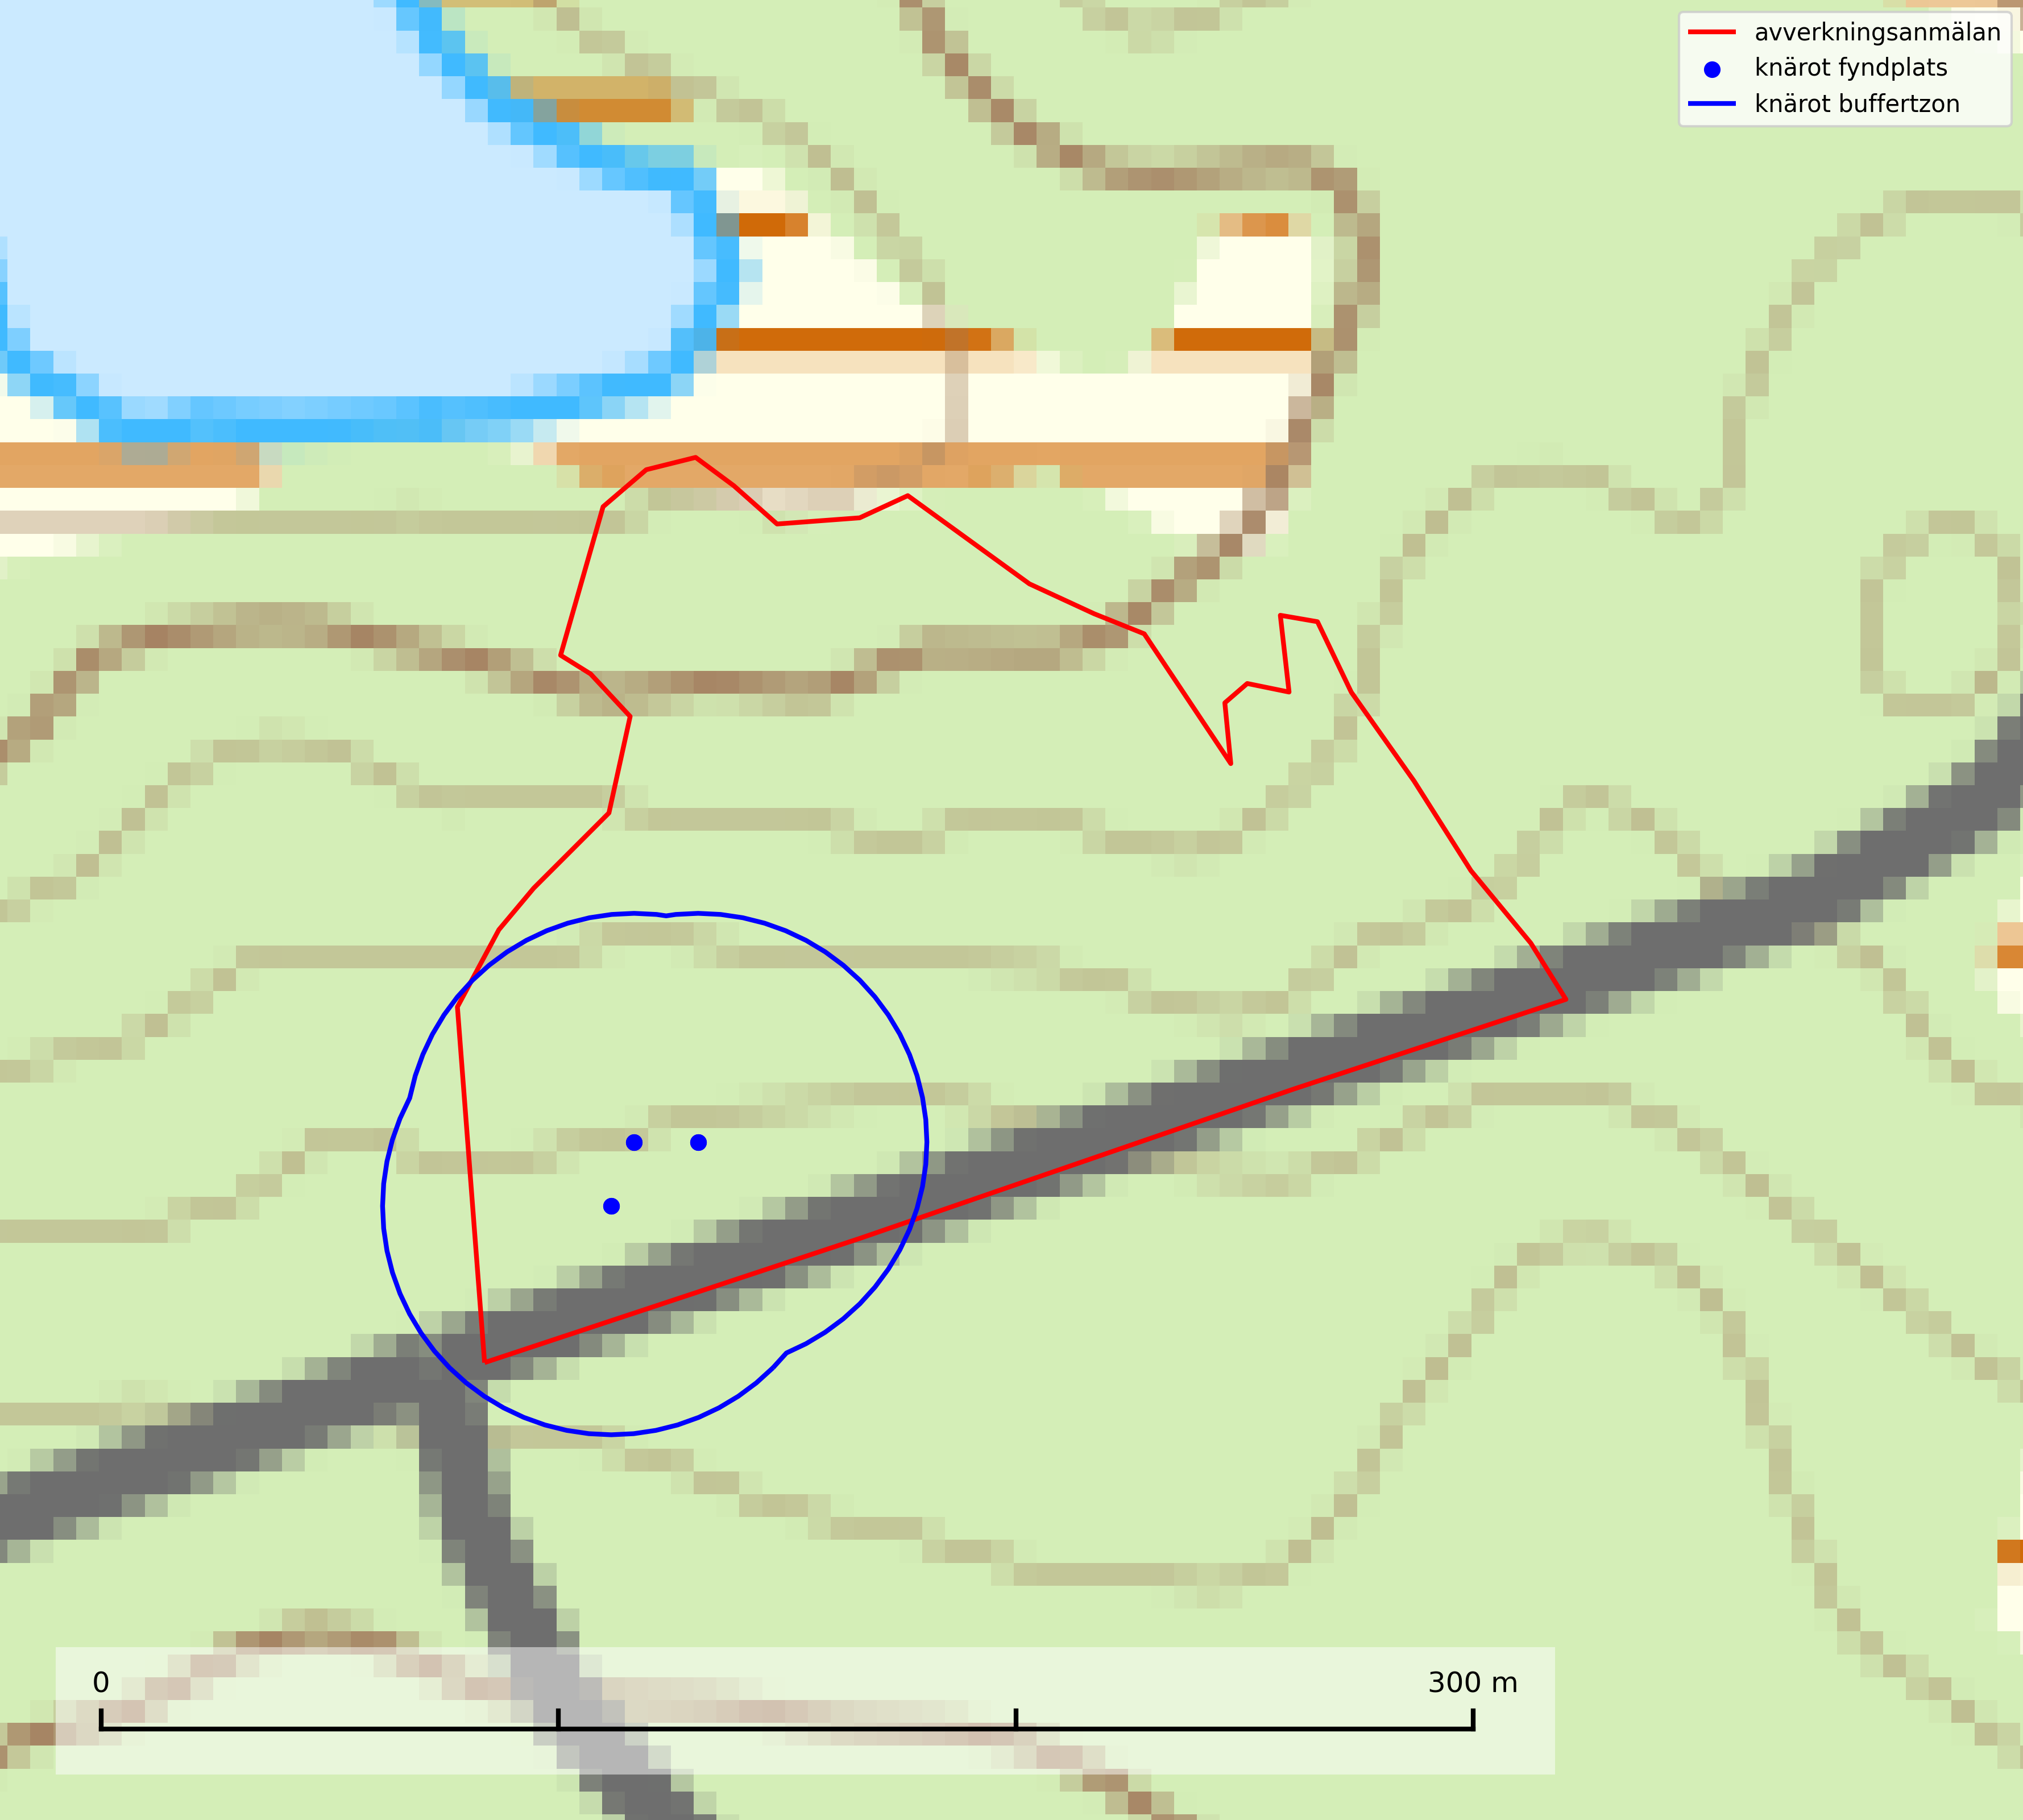 avverkningsanmälan
knärot fyndplats
knärot buffertzon
0 300 m